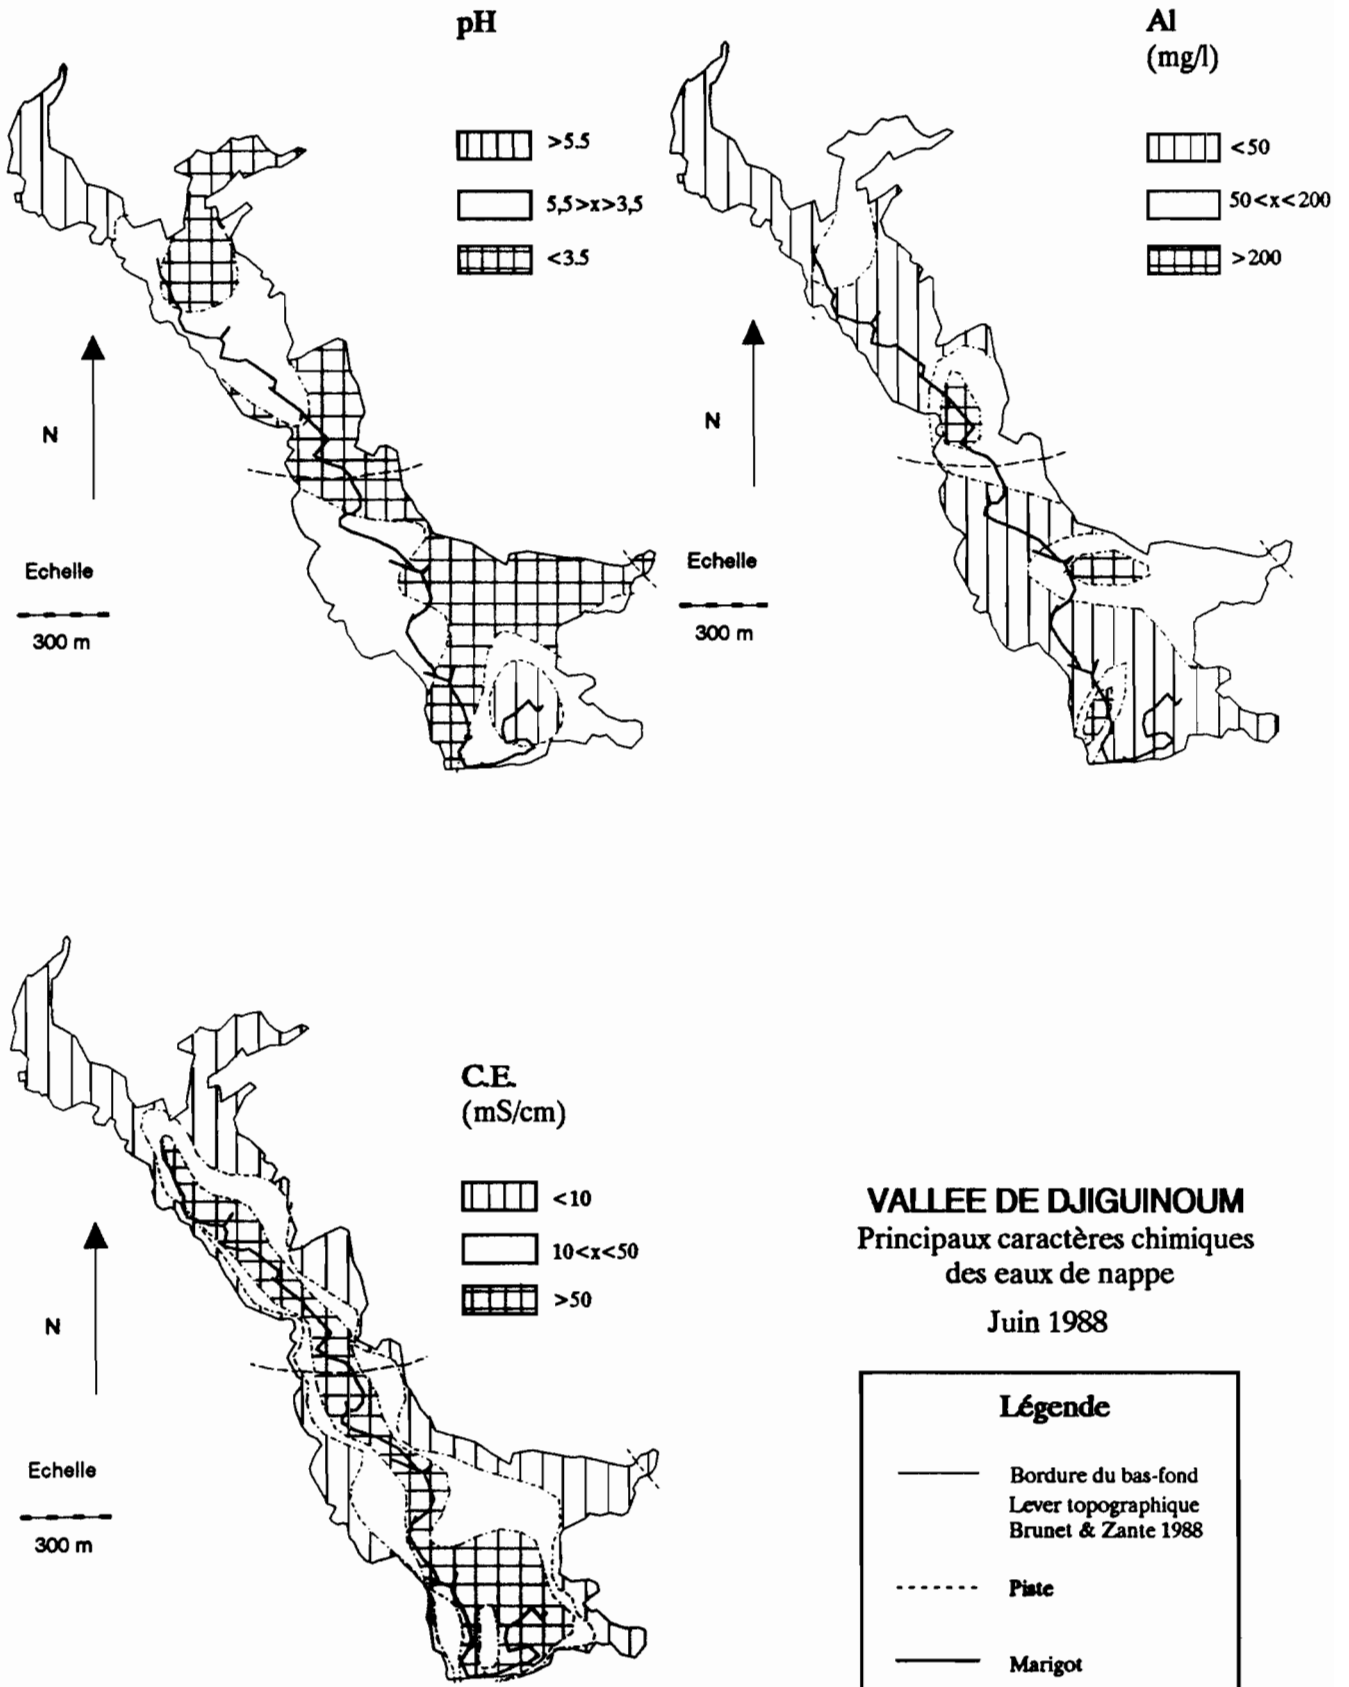 pH
>5.5
5,5>x>3,5
<3.5
N
Echelle
300 m
Al
(mg/l)
<50
50<x<200
>200
N
Echelle
300 m
C.E.
(mS/cm)
<10
10<x<50
>50
N
Echelle
300 m
VALLEE DE DJIGUINOUM
Principaux caractères chimiques
des eaux de nappe
Juin 1988
Légende
Bordure du bas-fond
Lever topographique
Brunet & Zante 1988
Piste
Marigot